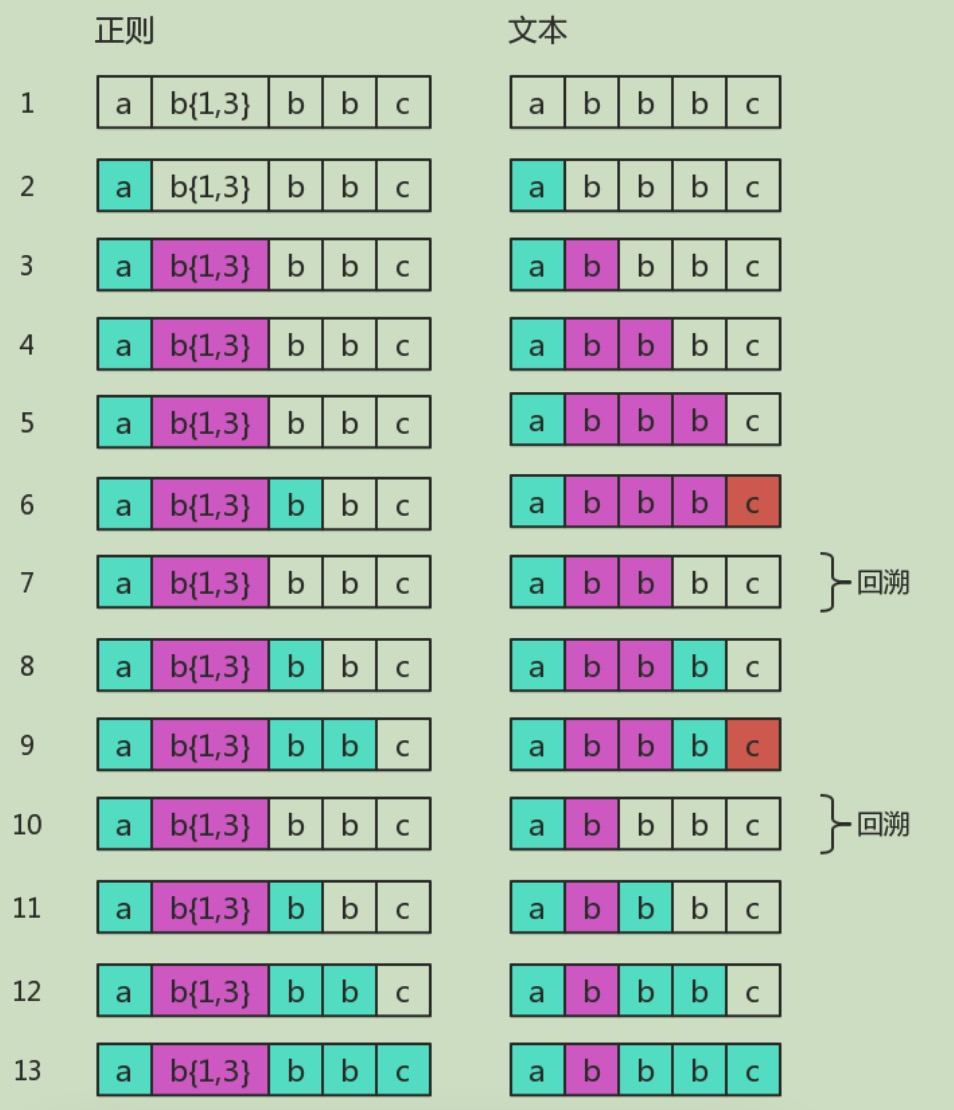 正则 文本
1 a b{1,3} b b c a b b b c
2 a b{1,3} b b c a b b b c
3 a b{1,3} b b c a b b b c
4 a b{1,3} b b c a b b b c
5 a b{1,3} b b c a b b b c
6 a b{1,3} b b c a b b b c
7 a b{1,3} b b c a b b b c 回溯
8 a b{1,3} b b c a b b b c
9 a b{1,3} b b c a b b b c
10 a b{1,3} b b c a b b b c 回溯
11 a b{1,3} b b c a b b b c
12 a b{1,3} b b c a b b b c
13 a b{1,3} b b c a b b b c